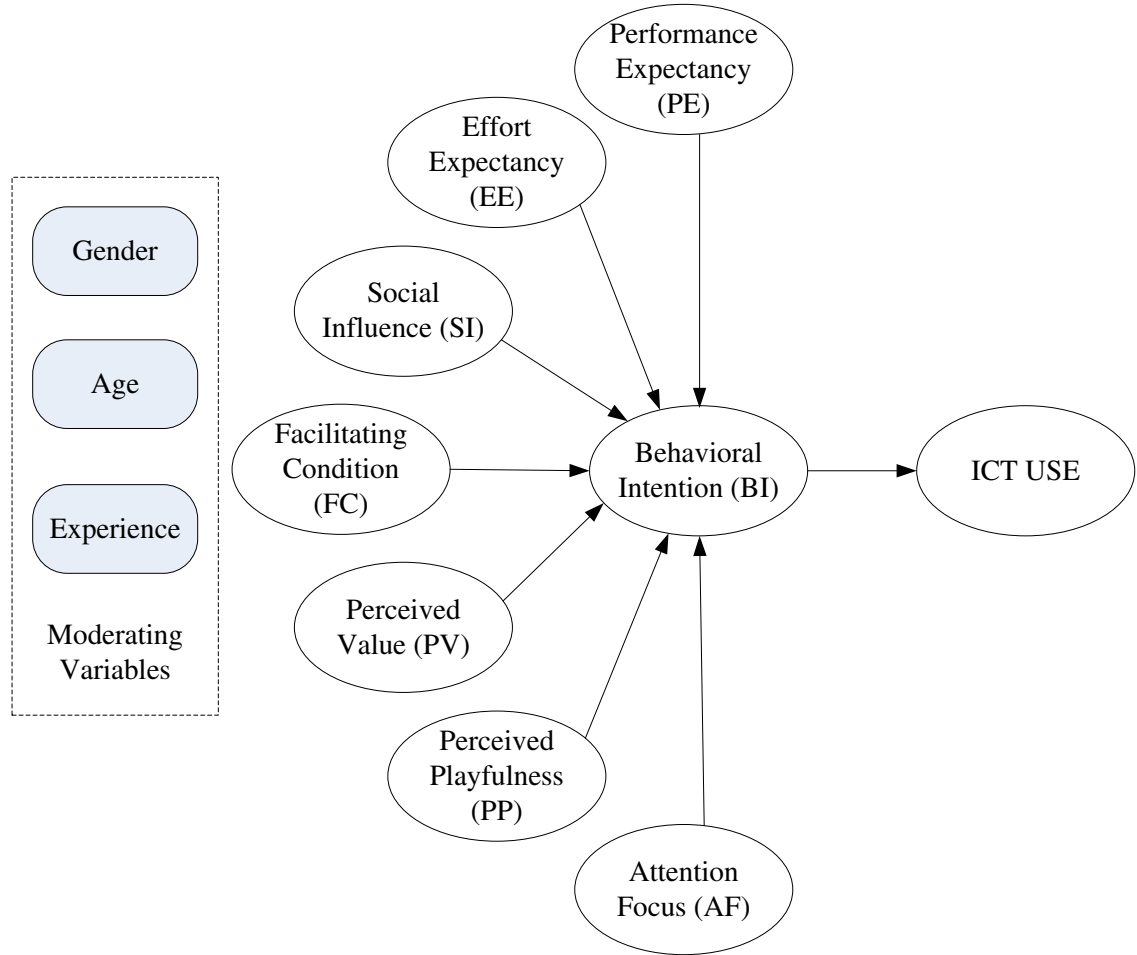 Performance
Expectancy
(PE)
Effort
Expectancy
(EE)
Gender
Social
Influence (SI)
Age
Facilitating
Condition
(FC)
Behavioral
Intention (BI)
ICT USE
Experience
Perceived
Value (PV)
Moderating
Variables
Perceived
Playfulness
(PP)
Attention
Focus (AF)